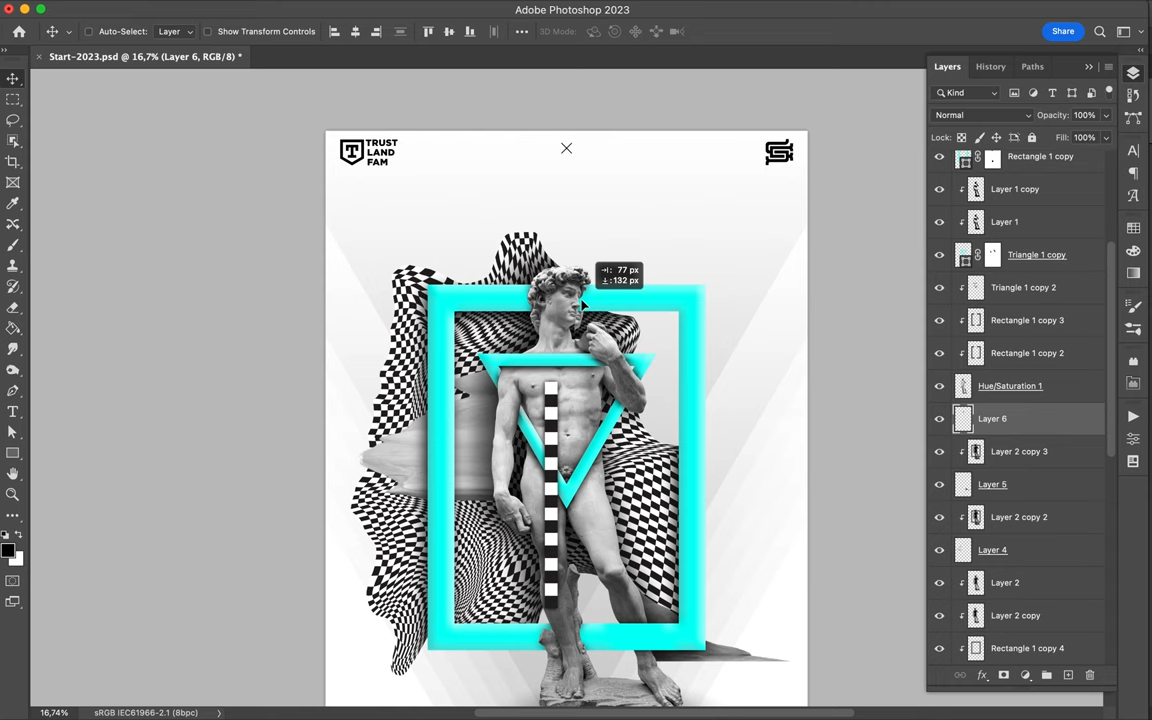 Adobe Photoshop 2023
Auto-Select: Layer Show Transform Controls 3D Mode: Share
Start-2023.psd @ 16,7% (Layer 6, RGB/8) *
Layers History Paths
Kind
Normal Opacity: 100%
Lock: Fill: 100%
TRUST
LAND
FAM
Rectangle 1 copy
Layer 1 copy
Layer 1
Triangle 1 copy
77 px
132 px
Triangle 1 copy 2
Rectangle 1 copy 3
Rectangle 1 copy 2
Hue/Saturation 1
Layer 6
Layer 2 copy 3
Layer 5
Layer 2 copy 2
Layer 4
Layer 2
Layer 2 copy
Rectangle 1 copy 4
fx
16,74% sRGB IEC61966-2.1 (8bpc)